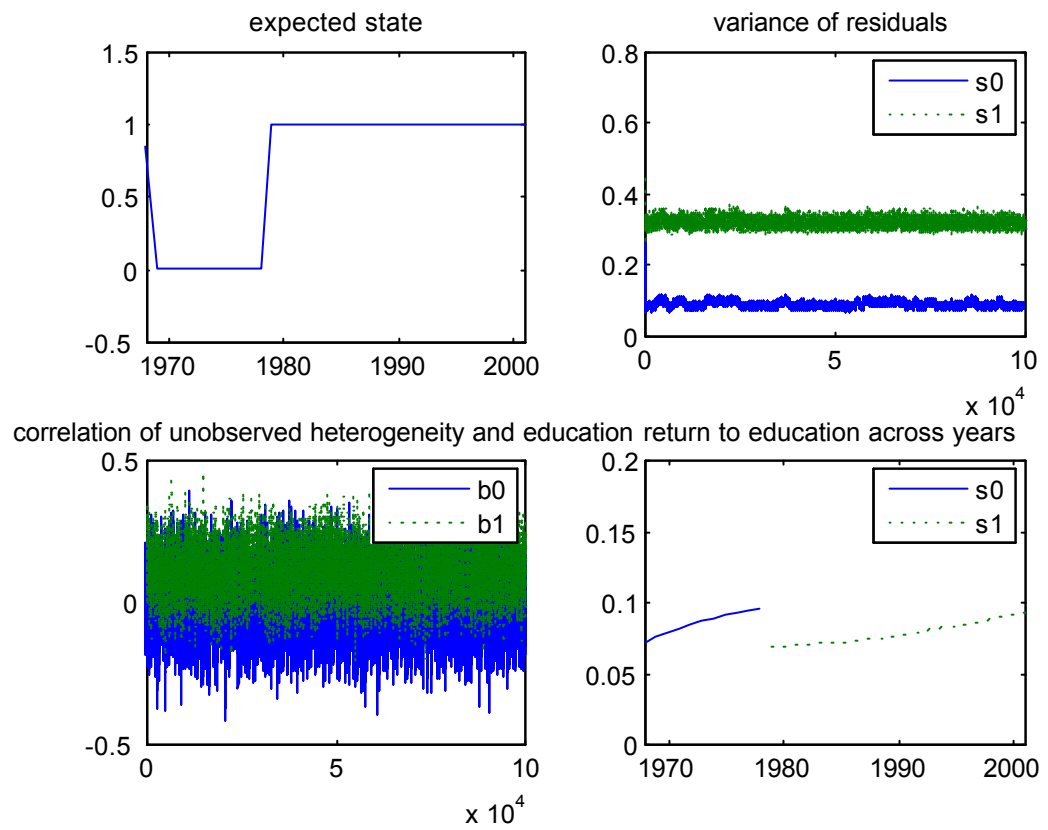 expected state
1.5
1
0.5
0
-0.5
1970
1980
1990
2000
variance of residuals
0.8
0.6
0.4
0.2
0
0
5
10
x 10^4
s0
s1
correlation of unobserved heterogeneity and education
0.5
0
-0.5
0
5
10
x 10^4
b0
b1
return to education across years
0.2
0.15
0.1
0.05
0
1970
1980
1990
2000
s0
s1